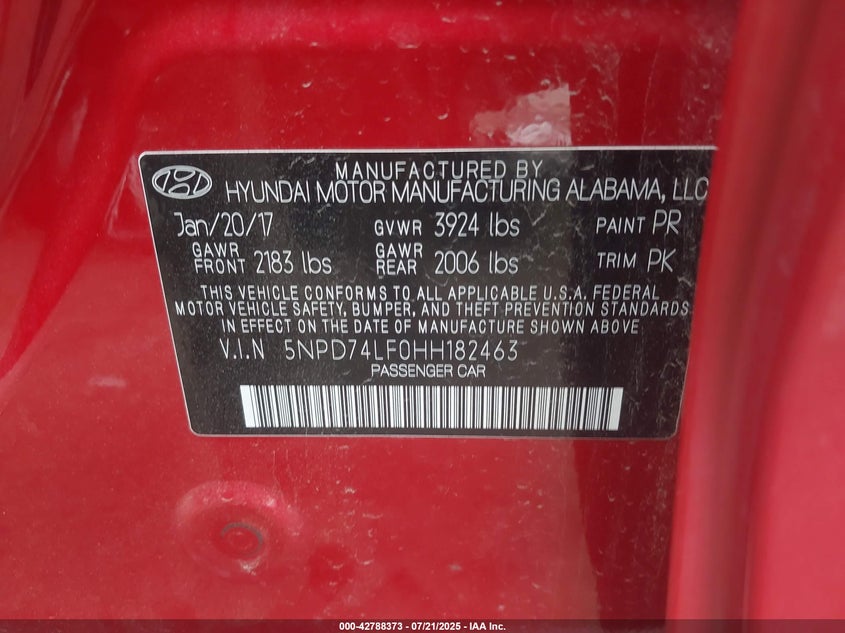 MANUFACTURED BY
HYUNDAI MOTOR MANUFACTURING ALABAMA, LLC
Jan/20/17 GVWR 3924 lbs PAINT PR
GAWR FRONT 2183 lbs GAWR REAR 2006 lbs TRIM PK
THIS VEHICLE CONFORMS TO ALL APPLICABLE U.S.A. FEDERAL
MOTOR VEHICLE SAFETY, BUMPER, AND THEFT PREVENTION STANDARDS
IN EFFECT ON THE DATE OF MANUFACTURE SHOWN ABOVE.
V.I.N 5NPD74LF0HH182463
PASSENGER CAR
000-42788373 - 07/21/2025 - IAA Inc.